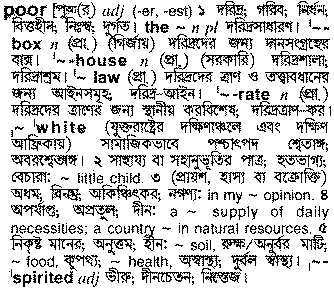 poor [পুঅ্‍(র)] adj (-er, -est) ১ দরিদ্র; গরিব; নির্ধন;
বিত্তহীন; নিঃস্ব; দুর্গত। the ~ n pl দরিদ্রসাধারণ। '~-
box n (প্রা.) (গির্জায়) দরিদ্রদের জন্য দানসংগ্রহের
বাক্স। '~-house n (প্রা.) (সরকারি) দরিদ্রশালা;
দরিদ্রাশ্রম। '~ law (প্রা.) দরিদ্রদের ত্রাণ ও তত্ত্বাবধানের
জন্য আইনসমূহ; দরিদ্র-আইন। '~-rate n (প্রা.)
দরিদ্রদের ত্রাণের জন্য স্থানীয় করবিশেষ; দরিদ্রত্রাণ-কর।
,~ 'white (যুক্তরাষ্ট্রের দক্ষিণাঞ্চলে এবং দক্ষিণ
আফ্রিকায়) সামাজিকভাবে পশ্চাৎপদ শ্বেতাঙ্গ;
অবরশ্বেতাঙ্গ। ২ সাহায্য বা সহানুভূতির পাত্র; হতভাগ্য;
বেচারা: ~ little child. ৩ (প্রায়শ, হাস্য বা বক্রোক্তি)
অধম; বিনম্র; অকিঞ্চিৎকর; নগণ্য: in my ~ opinion. ৪
অপর্যাপ্ত; অপ্রতুল; দীন: a ~ supply of daily
necessities; a country ~ in natural resources. ৫
নিকৃষ্ট মানের; অনুত্তম; হীন: ~ soil, রুক্ষ/অনুর্বর মাটি;
~ food, কুপথ্য; ~ health, অস্বাস্থ্য; দুর্বল স্বাস্থ্য। ,~-
'spirited adj ভীরু; দীনচেতন; নিস্তেজ।